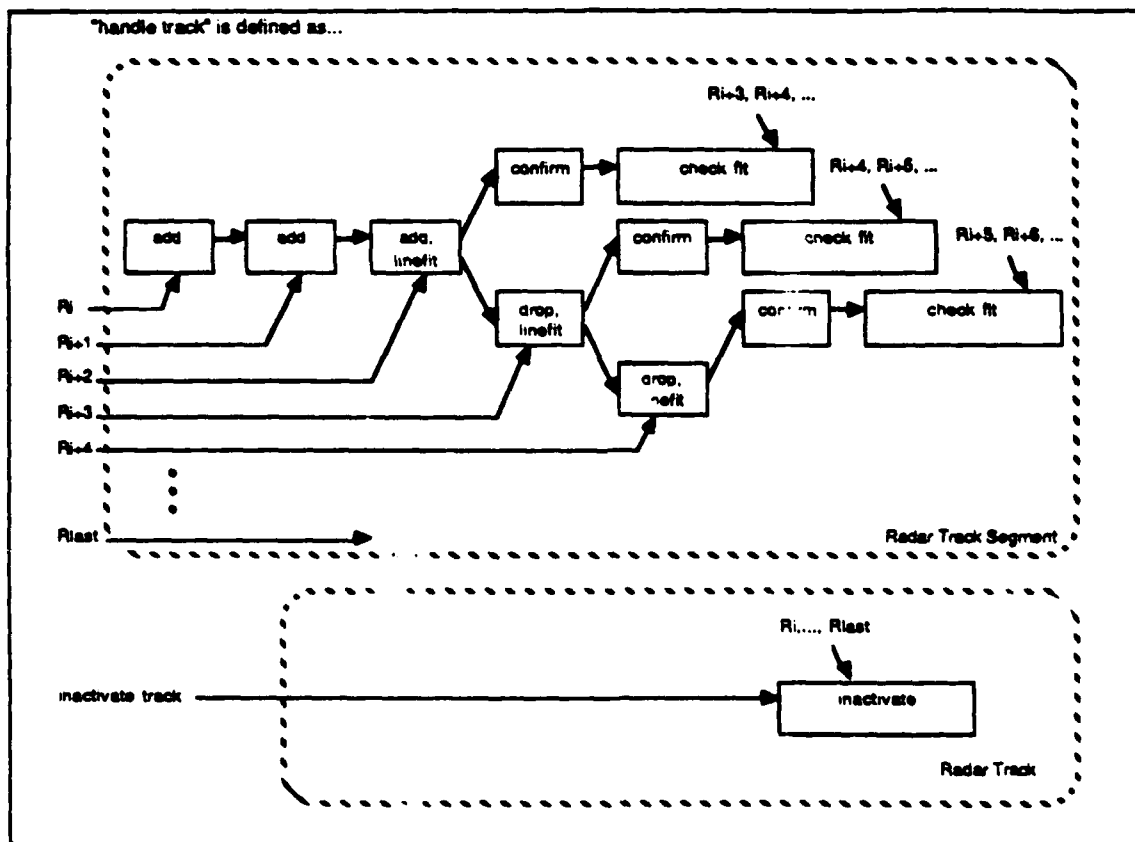 "handle track" is defined as...
Ri+3, Ri+4, ...
confirm
check fit
Ri+4, Ri+5, ...
add
add
add,
linefit
confirm
check fit
Ri+5, Ri+6, ...
Ri
drop,
linefit
confirm
check fit
Ri+1
Ri+2
drop,
linefit
Ri+3
Ri+4
Rlast
Radar Track Segment
Ri,..., Rlast
inactivate track
inactivate
Radar Track